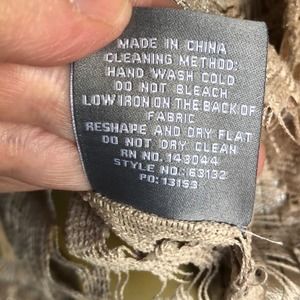 MADE IN CHINA
CLEANING METHOD:
HAND WASH COLD
DO NOT BLEACH
LOW IRON ON THE BACK OF
FABRIC
RESHAPE AND DRY FLAT
DO NOT DRY CLEAN
RN NO. 143044
STYLE NO.: 63132
PO: 13153